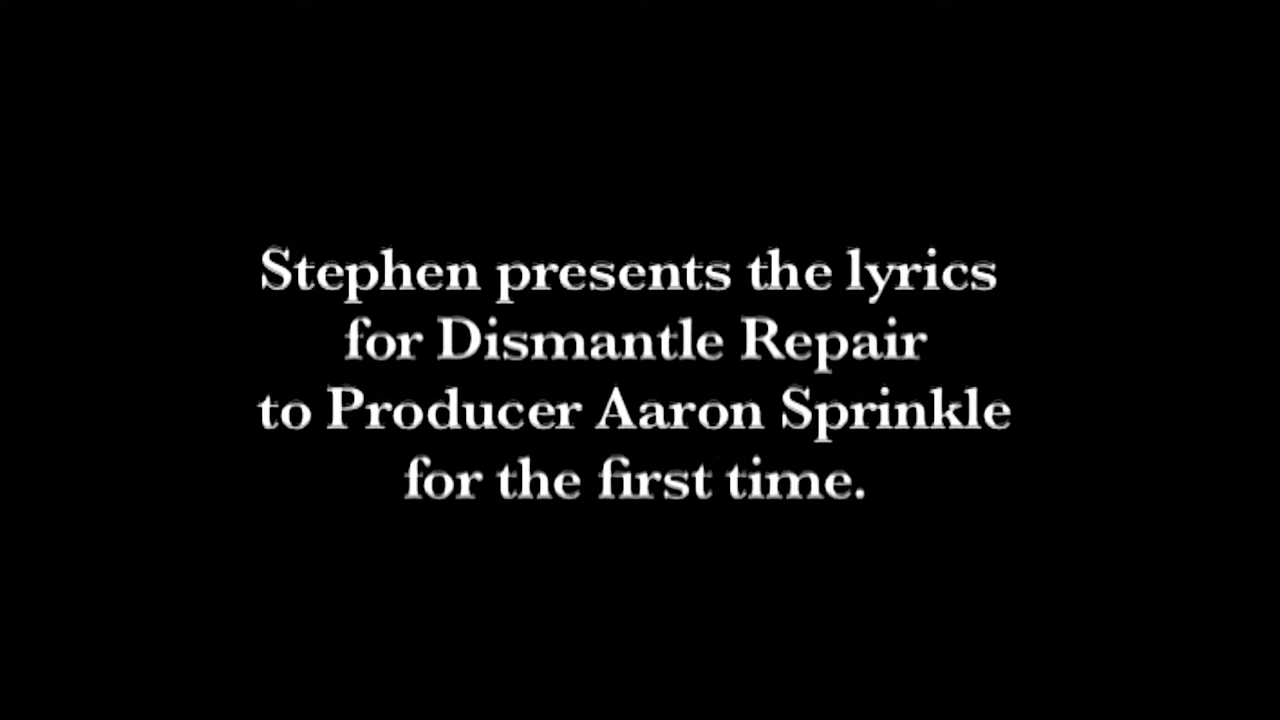 Stephen presents the lyrics
for Dismantle Repair
to Producer Aaron Sprinkle
for the first time.